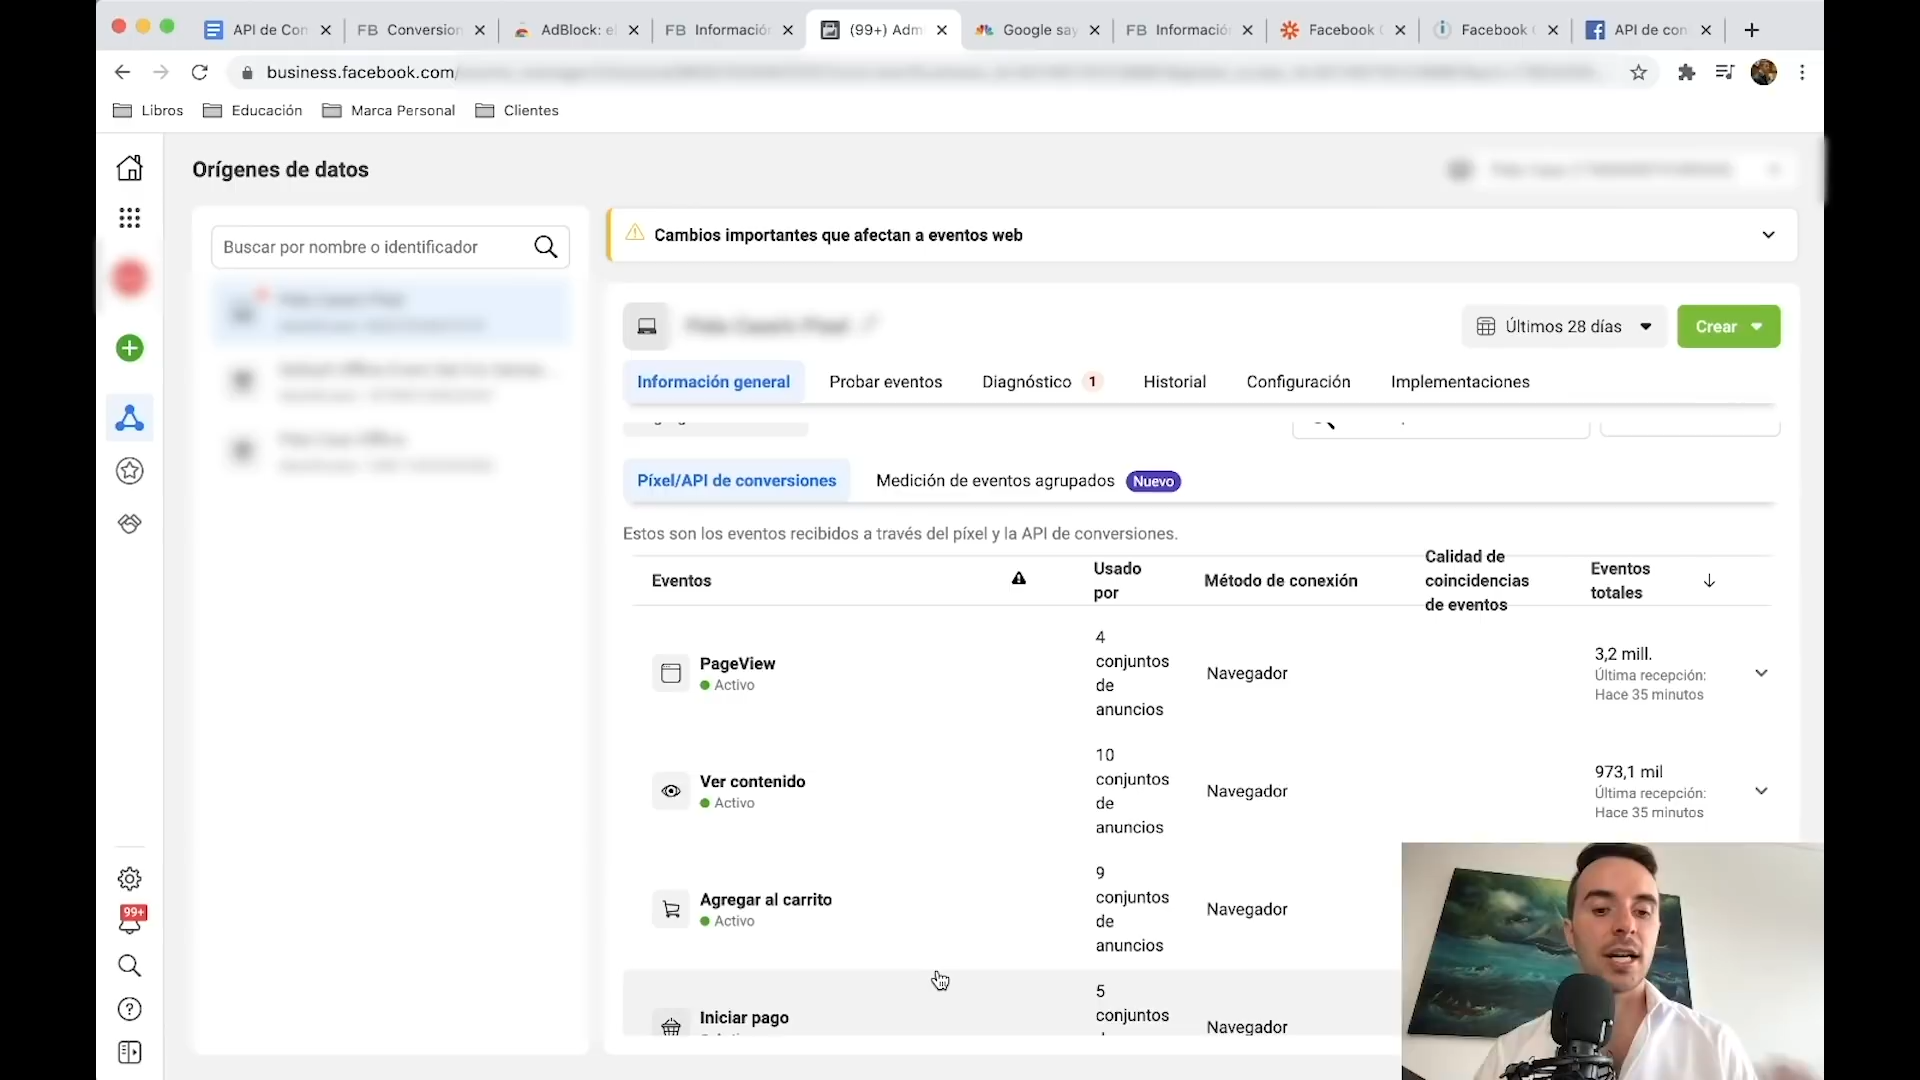 API de Con
FB Conversion
AdBlock: el
FB Información
(99+) Adm
Google say
FB Informació
Facebook C
Facebook C
API de con
business.facebook.com/
Libros
Educación
Marca Personal
Clientes
Orígenes de datos
Buscar por nombre o identificador
Cambios importantes que afectan a eventos web
Últimos 28 días
Crear
Información general
Probar eventos
Diagnóstico 1
Historial
Configuración
Implementaciones
Píxel/API de conversiones
Medición de eventos agrupados Nuevo
Estos son los eventos recibidos a través del píxel y la API de conversiones.
Eventos
Usado
por
Método de conexión
Calidad de
coincidencias
de eventos
Eventos
totales
PageView
Activo
4
conjuntos
de
anuncios
Navegador
3,2 mill.
Última recepción:
Hace 35 minutos
Ver contenido
Activo
10
conjuntos
de
anuncios
Navegador
973,1 mil
Última recepción:
Hace 35 minutos
Agregar al carrito
Activo
9
conjuntos
de
anuncios
Navegador
Iniciar pago
5
conjuntos
Navegador
99+